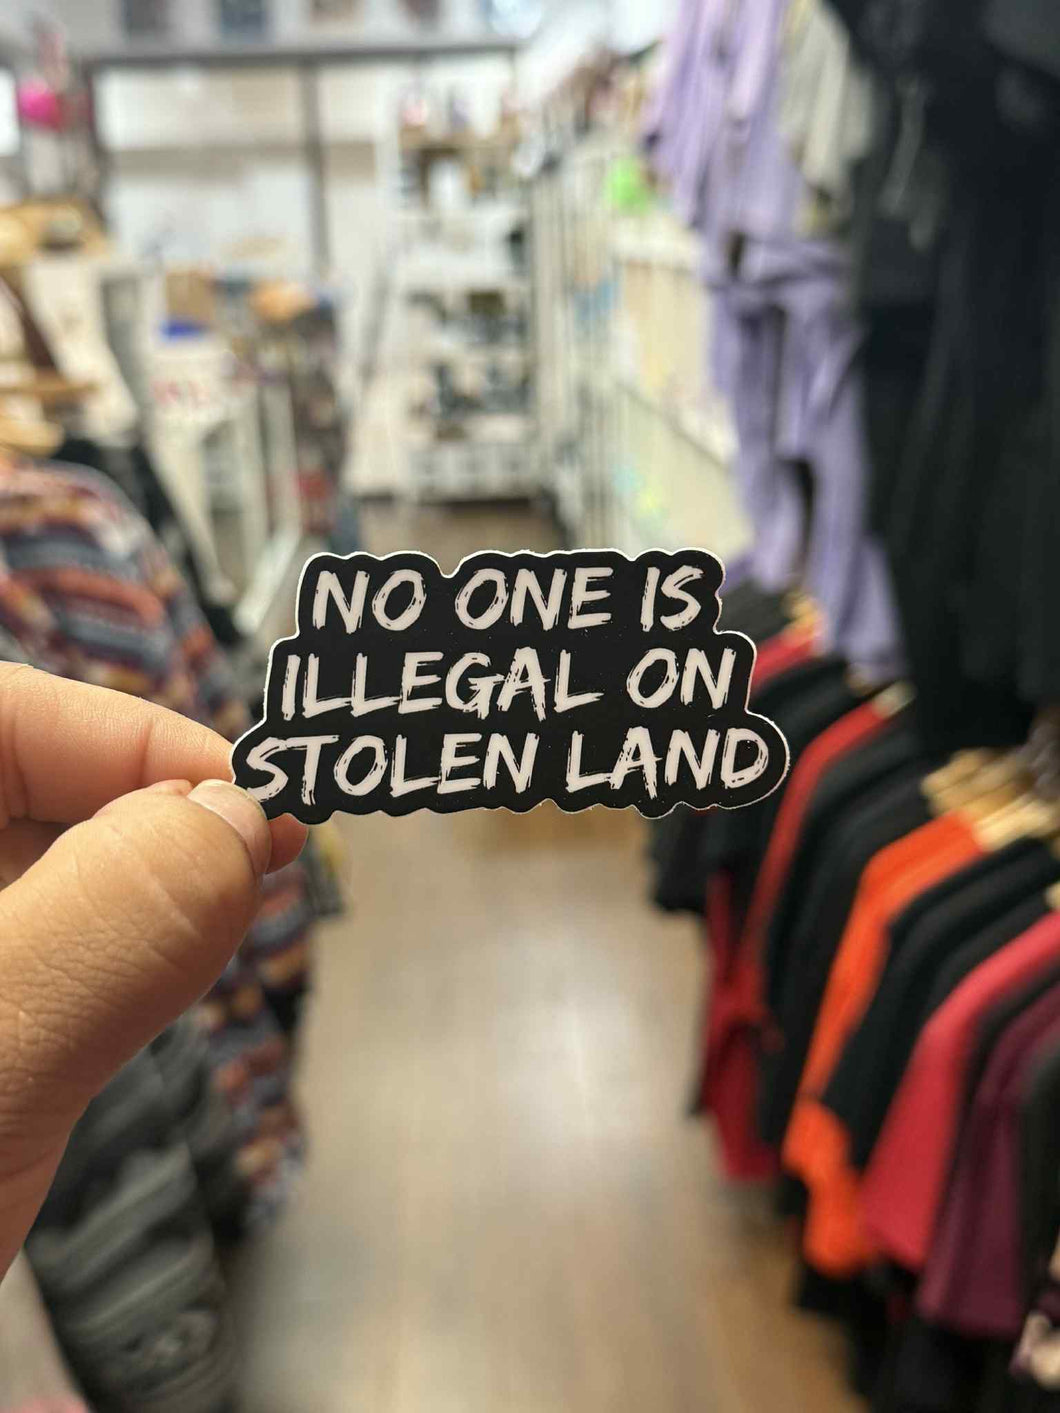 NO ONE IS
ILLEGAL ON
STOLEN LAND